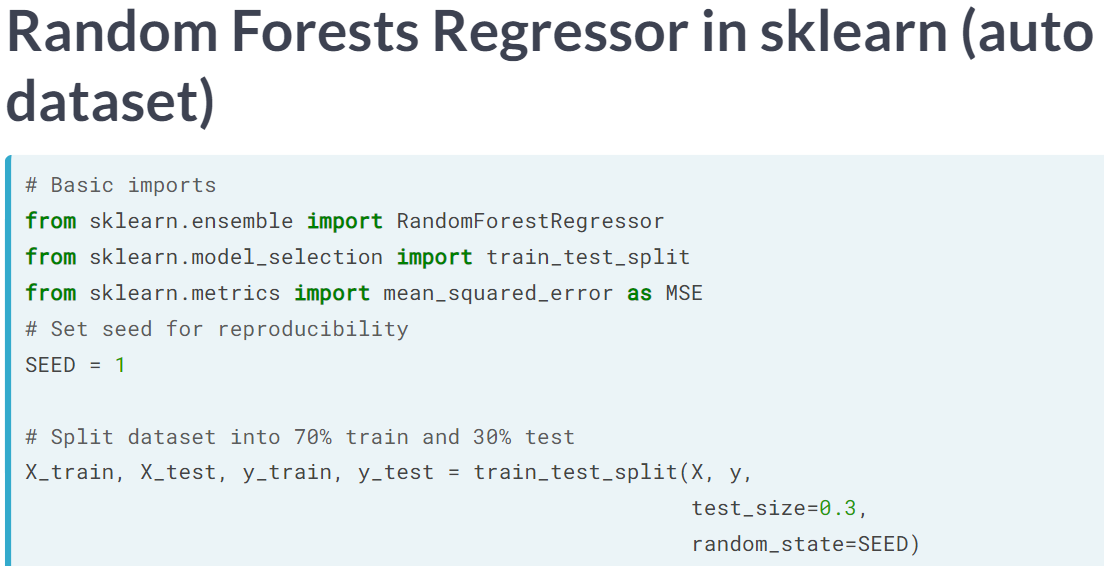 Random Forests Regressor in sklearn (auto
dataset)
# Basic imports
from sklearn.ensemble import RandomForestRegressor
from sklearn.model_selection import train_test_split
from sklearn.metrics import mean_squared_error as MSE
# Set seed for reproducibility
SEED = 1
# Split dataset into 70% train and 30% test
X_train, X_test, y_train, y_test = train_test_split(X, y,
test_size=0.3,
random_state=SEED)